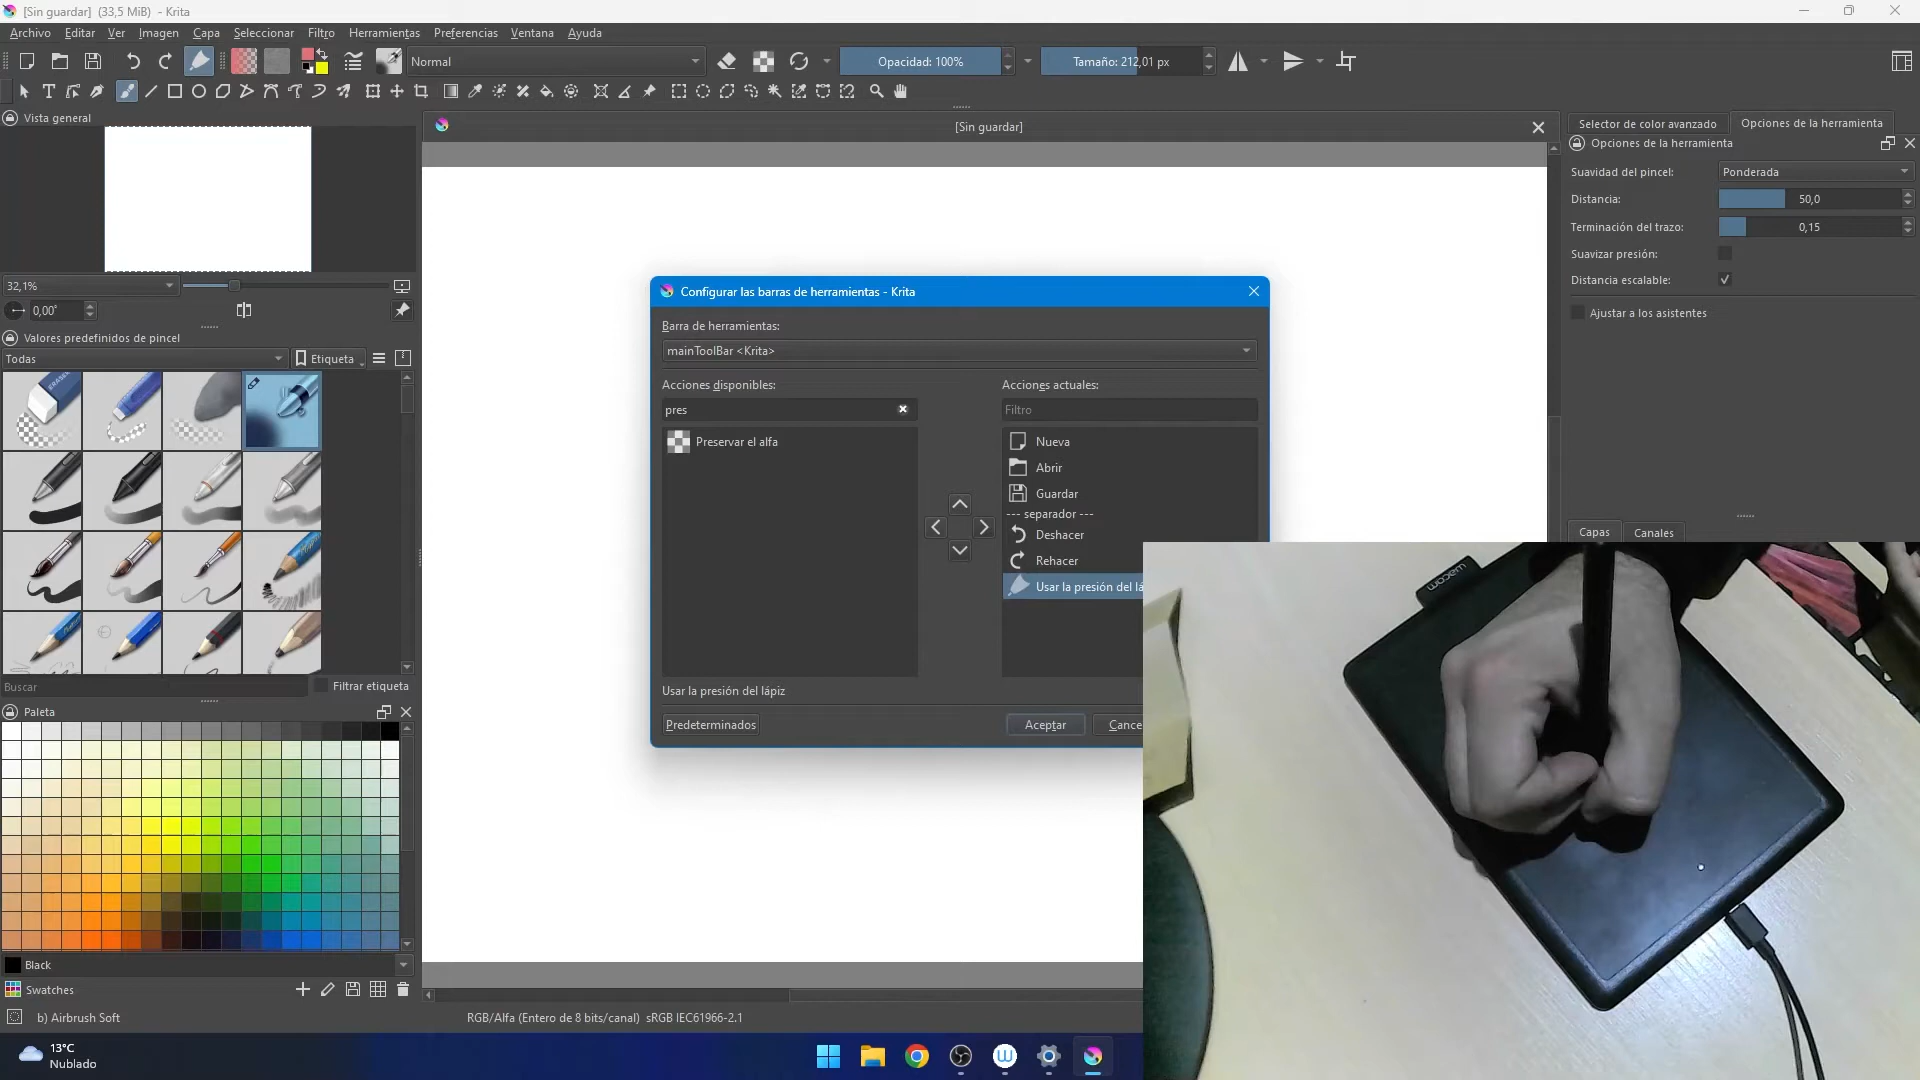 [Sin guardar] (33,5 MiB) - Krita
Archivo Editar Ver Imagen Capa Seleccionar Filtro Herramientas Preferencias Ventana Ayuda
Normal
Opacidad: 100%
Tamaño: 212,01 px
Vista general
[Sin guardar]
Selector de color avanzado
Opciones de la herramienta
Opciones de la herramienta
Suavidad del pincel:
Ponderada
Distancia:
50,0
Terminación del trazo:
0,15
Suavizar presión:
Distancia escalable:
Ajustar a los asistentes
32,1%
0,00°
Valores predefinidos de pincel
Todas
Etiqueta
Configurar las barras de herramientas - Krita
Barra de herramientas:
mainToolBar <Krita>
Acciones disponibles:
Acciones actuales:
pres
Filtro
Preservar el alfa
Nueva
Abrir
Guardar
--- separador ---
Deshacer
Rehacer
Usar la presión del lá
Usar la presión del lápiz
Predeterminados
Aceptar
Cance
Capas
Canales
wacom
Buscar
Filtrar etiqueta
Paleta
Black
Swatches
b) Airbrush Soft
RGB/Alfa (Entero de 8 bits/canal) sRGB IEC61966-2.1
13°C
Nublado